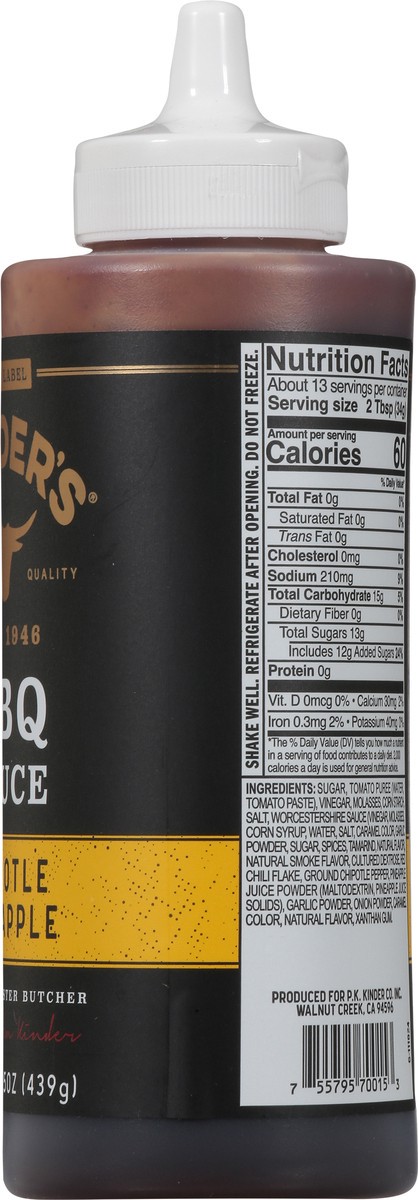 LABEL
DER'S®
QUALITY
1946
BQ
UCE
OTLE
APPLE
STER BUTCHER
Kinder
5OZ (439g)
SHAKE WELL. REFRIGERATE AFTER OPENING. DO NOT FREEZE.
Nutrition Facts
About 13 servings per container
Serving size 2 Tbsp (34g)
Amount per serving
Calories 60
% Daily Value*
Total Fat 0g 0%
Saturated Fat 0g 0%
Trans Fat 0g
Cholesterol 0mg 0%
Sodium 210mg 9%
Total Carbohydrate 15g 5%
Dietary Fiber 0g 0%
Total Sugars 13g
Includes 12g Added Sugars 24%
Protein 0g
Vit. D 0mcg 0% • Calcium 30mg 2%
Iron 0.3mg 2% • Potassium 40mg 0%
*The % Daily Value (DV) tells you how much a nutrient
in a serving of food contributes to a daily diet. 2,000
calories a day is used for general nutrition advice.
INGREDIENTS: SUGAR, TOMATO PUREE (WATER,
TOMATO PASTE), VINEGAR, MOLASSES, CORN STARCH,
SALT, WORCESTERSHIRE SAUCE (VINEGAR, MOLASSES,
CORN SYRUP, WATER, SALT, CARAMEL COLOR, GARLIC
POWDER, SUGAR, SPICES, TAMARIND, NATURAL FLAVOR),
NATURAL SMOKE FLAVOR, CULTURED DEXTROSE, RED
CHILI FLAKE, GROUND CHIPOTLE PEPPER, PINEAPPLE
JUICE POWDER (MALTODEXTRIN, PINEAPPLE JUICE
SOLIDS), GARLIC POWDER, ONION POWDER, CARAMEL
COLOR, NATURAL FLAVOR, XANTHAN GUM.
PRODUCED FOR P.K. KINDER CO. INC.
WALNUT CREEK, CA 94596
7 55795 70015 3